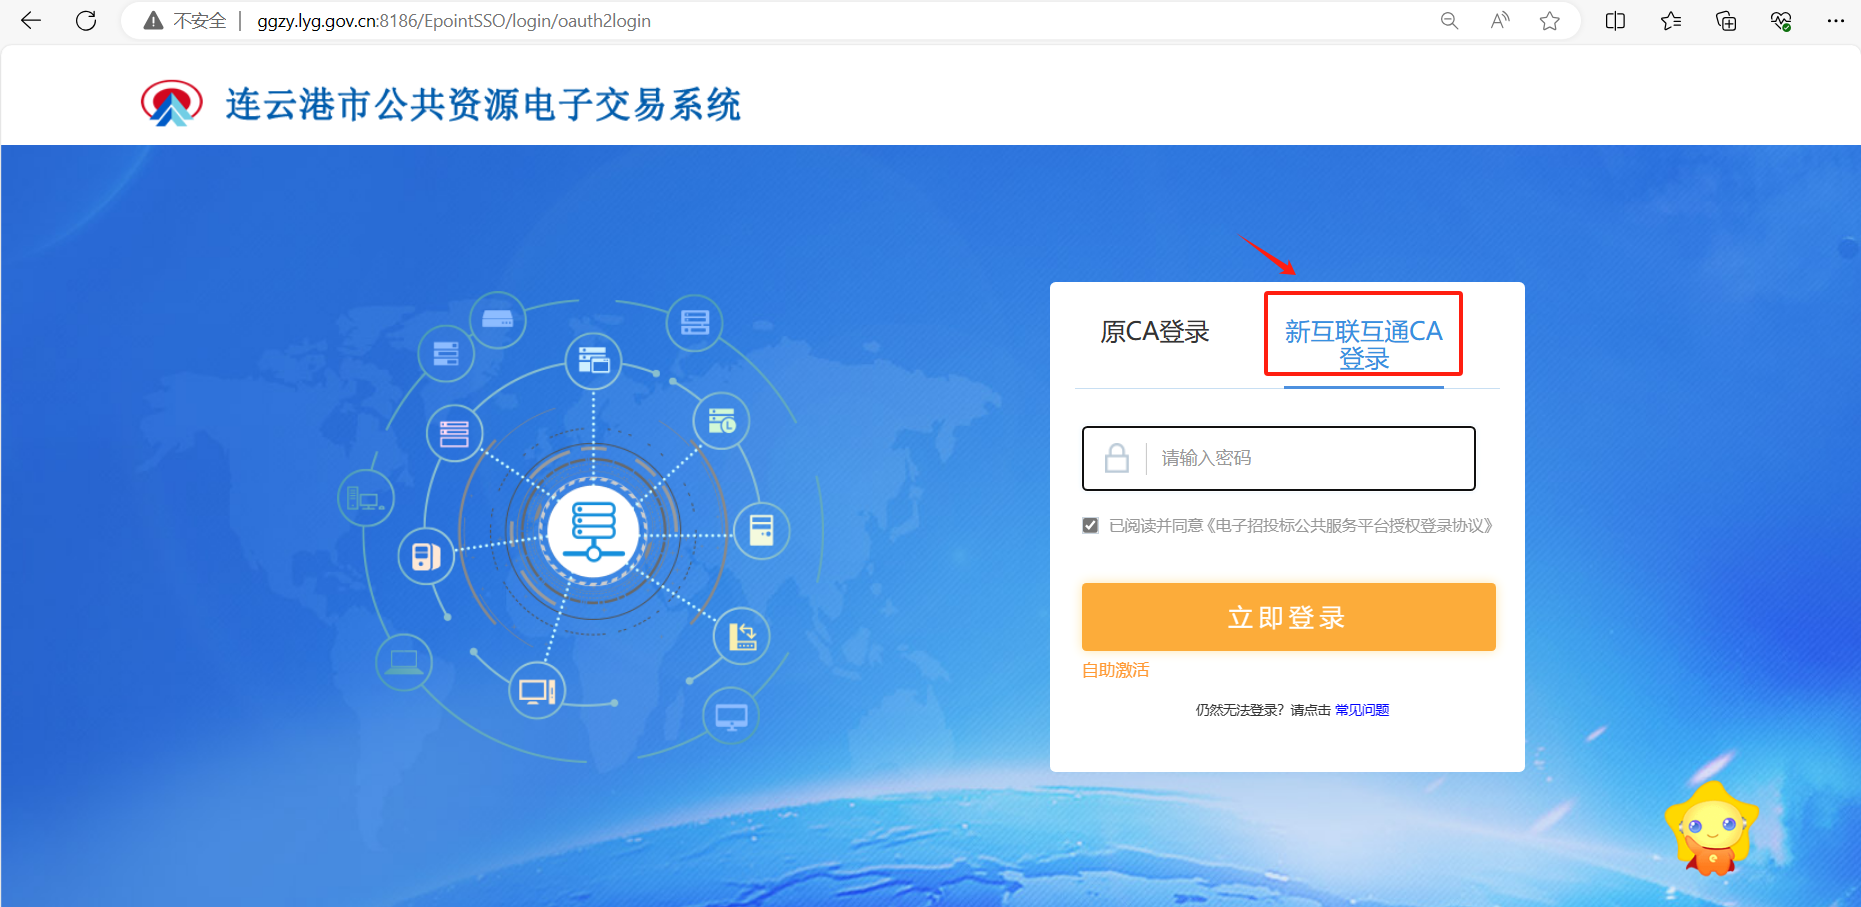 不安全 ggzy.lyg.gov.cn:8186/EpointSSO/login/oauth2login
连云港市公共资源电子交易系统
原CA登录
新互联互通CA
登录
请输入密码
已阅读并同意《电子招投标公共服务平台授权登录协议》
立即登录
自助激活
仍然无法登录？请点击 常见问题